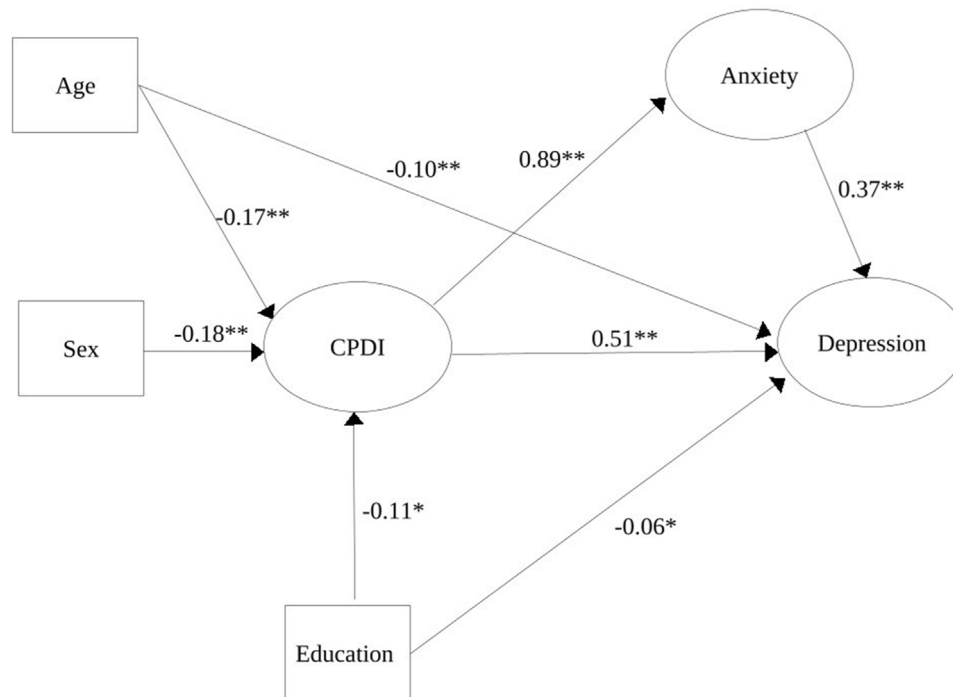 Age
Anxiety
0.89**
-0.10**
0.37**
-0.17**
Sex
-0.18**
CPDI
0.51**
Depression
-0.11*
-0.06*
Education